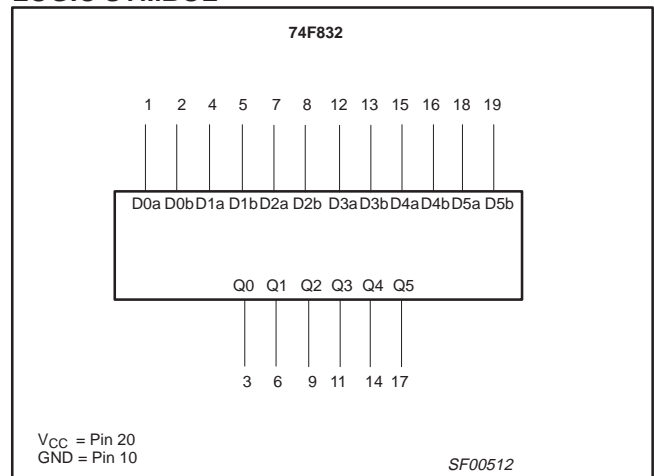 74F832
1 2 4 5 7 8 12 13 15 16 18 19
D0a D0b D1a D1b D2a D2b D3a D3b D4a D4b D5a D5b
Q0 Q1 Q2 Q3 Q4 Q5
3 6 9 11 14 17
VCC = Pin 20
GND = Pin 10
SF00512